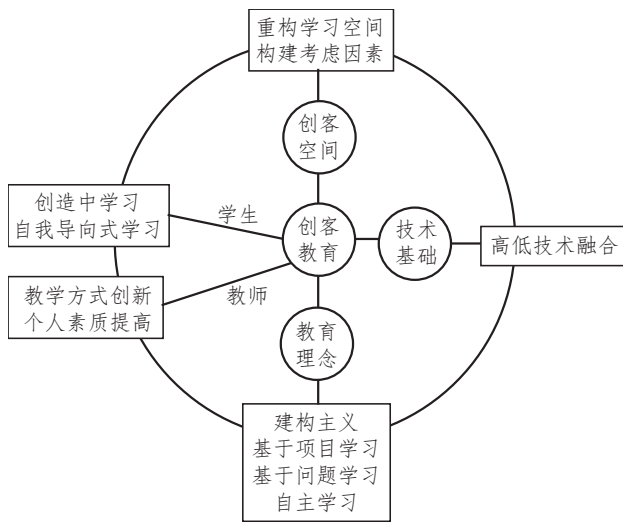 重构学习空间
构建考虑因素
创客
空间
创造中学习
自我导向式学习
学生
创客
教育
技术
基础
高低技术融合
教学方式创新
个人素质提高
教师
教育
理念
建构主义
基于项目学习
基于问题学习
自主学习